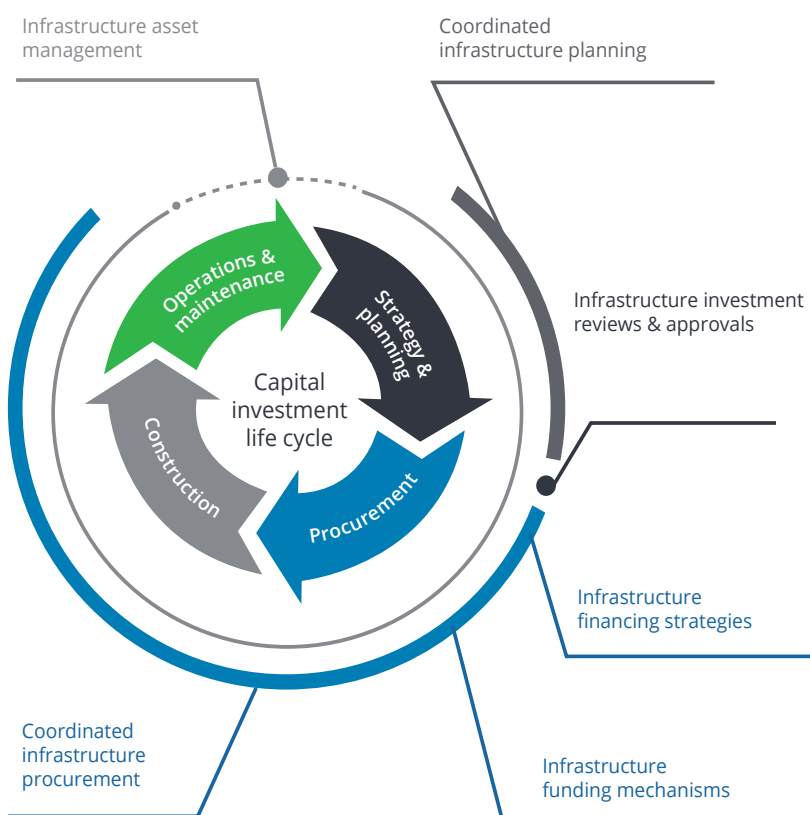 Infrastructure asset
management
Coordinated
infrastructure planning
Operations &
maintenance
Strategy &
planning
Infrastructure investment
reviews & approvals
Capital
investment
life cycle
Construction
Procurement
Infrastructure
financing strategies
Coordinated
infrastructure
procurement
Infrastructure
funding mechanisms